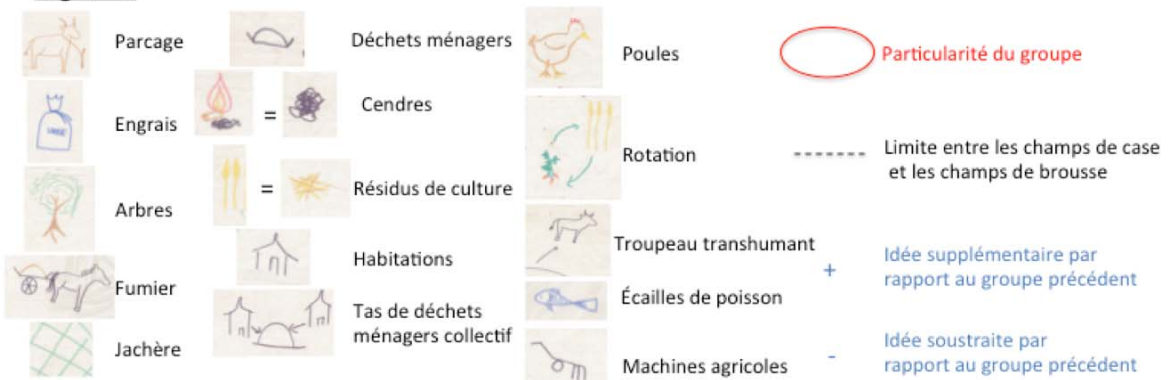 Parcage
Engrais
Arbres
Fumier
Jachère
Déchets ménagers
=
Cendres
=
Résidus de culture
Habitations
Tas de déchets
ménagers collectif
Poules
Rotation
Troupeau transhumant
Écailles de poisson
Machines agricoles
Particularité du groupe
Limite entre les champs de case
et les champs de brousse
+
Idée supplémentaire par
rapport au groupe précédent
-
Idée soustraite par
rapport au groupe précédent